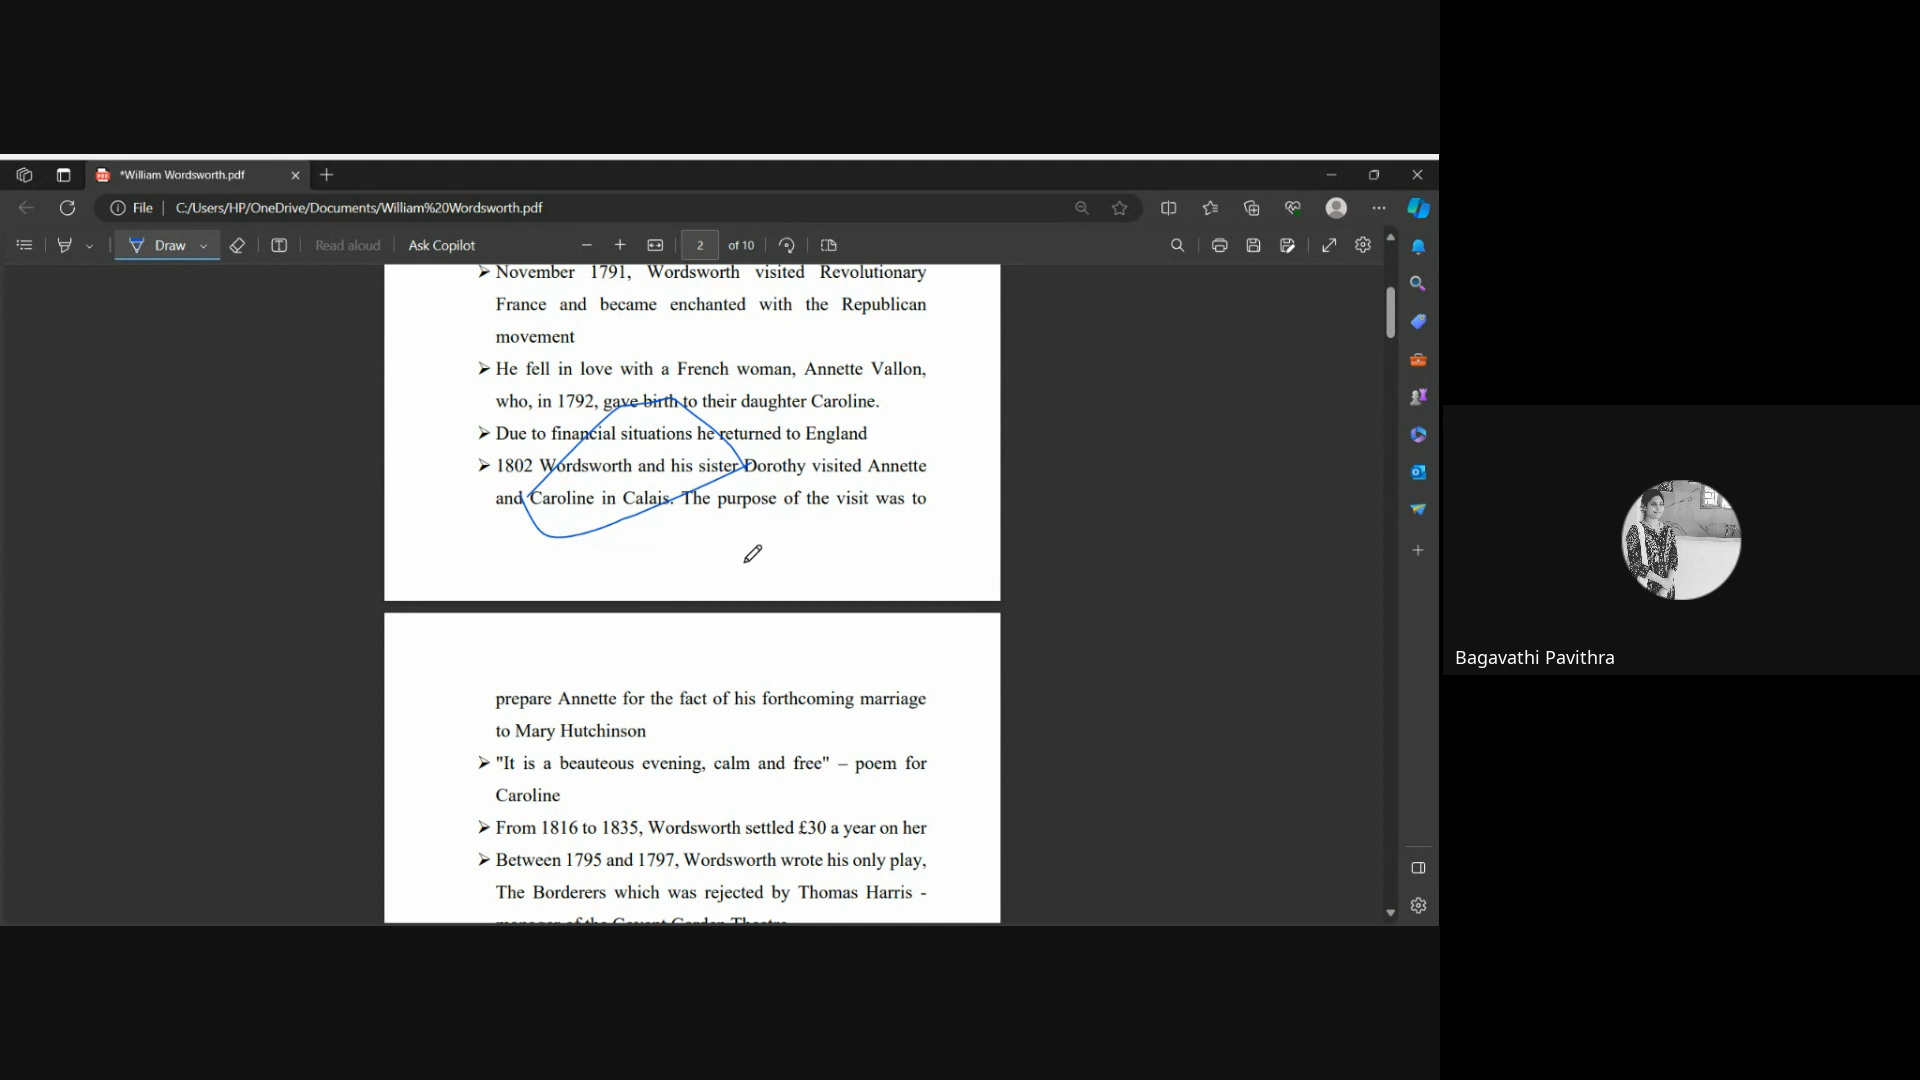 *William Wordsworth.pdf
File
C:/Users/HP/OneDrive/Documents/William%20Wordsworth.pdf
Draw
Read aloud
Ask Copilot
2
of 10
➢ November 1791, Wordsworth visited Revolutionary
France and became enchanted with the Republican
movement
➢ He fell in love with a French woman, Annette Vallon,
who, in 1792, gave birth to their daughter Caroline.
➢ Due to financial situations he returned to England
➢ 1802 Wordsworth and his sister Dorothy visited Annette
and Caroline in Calais. The purpose of the visit was to
prepare Annette for the fact of his forthcoming marriage
to Mary Hutchinson
➢ "It is a beauteous evening, calm and free" – poem for
Caroline
➢ From 1816 to 1835, Wordsworth settled £30 a year on her
➢ Between 1795 and 1797, Wordsworth wrote his only play,
The Borderers which was rejected by Thomas Harris -
manager of the Covent Garden Theatre
Bagavathi Pavithra